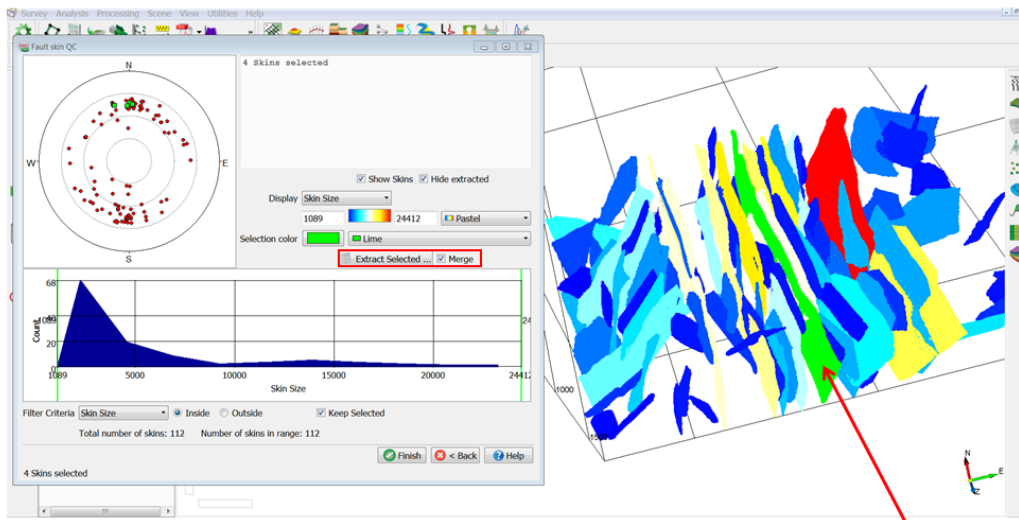 Survey Analysis Processing Scene View Utilities Help
Fault skin QC
4 Skins selected
N
W
E
S
Show Skins Hide extracted
Display Skin Size
1089 24412 Pastel
Selection color Lime
Extract Selected ... Merge
68
1089
20
0
Count
1089 5000 10000 15000 20000 24412
Skin Size
Filter Criteria Skin Size Inside Outside Keep Selected
Total number of skins: 112 Number of skins in range: 112
Finish < Back Help
4 Skins selected
1000
N
E
Z